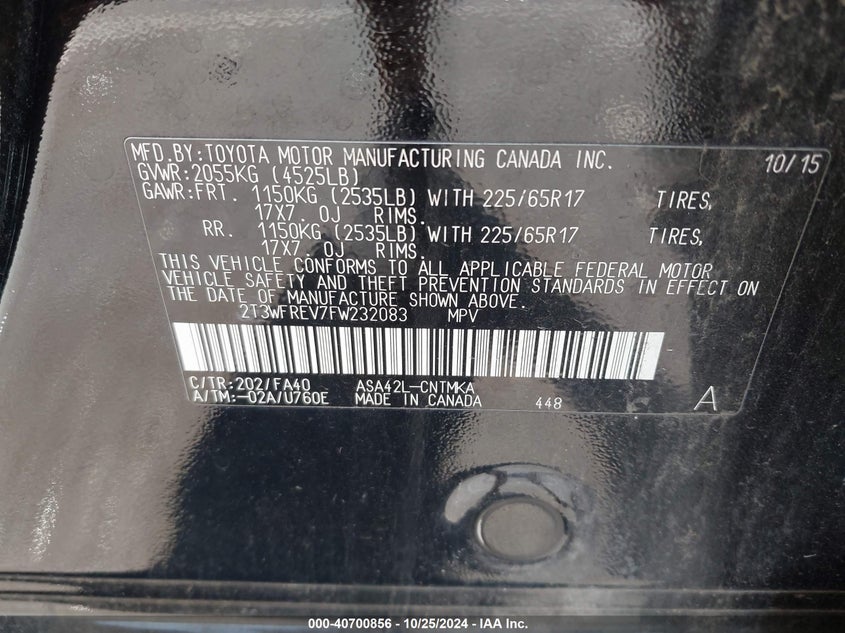 MFD.BY:TOYOTA MOTOR MANUFACTURING CANADA INC. 10/15
GVWR:2055KG (4525LB)
GAWR:FRT. 1150KG (2535LB) WITH 225/65R17 TIRES,
17X7. 0J RIMS.
RR. 1150KG (2535LB) WITH 225/65R17 TIRES,
17X7. 0J RIMS.
THIS VEHICLE CONFORMS TO ALL APPLICABLE FEDERAL MOTOR
VEHICLE SAFETY AND THEFT PREVENTION STANDARDS IN EFFECT ON
THE DATE OF MANUFACTURE SHOWN ABOVE.
2T3WFREV7FW232083 MPV
C/TR:202/FA40 ASA42L-CNTMKA
A/TM:-02A/U760E MADE IN CANADA 448 A
000-40700856 - 10/25/2024 - IAA Inc.